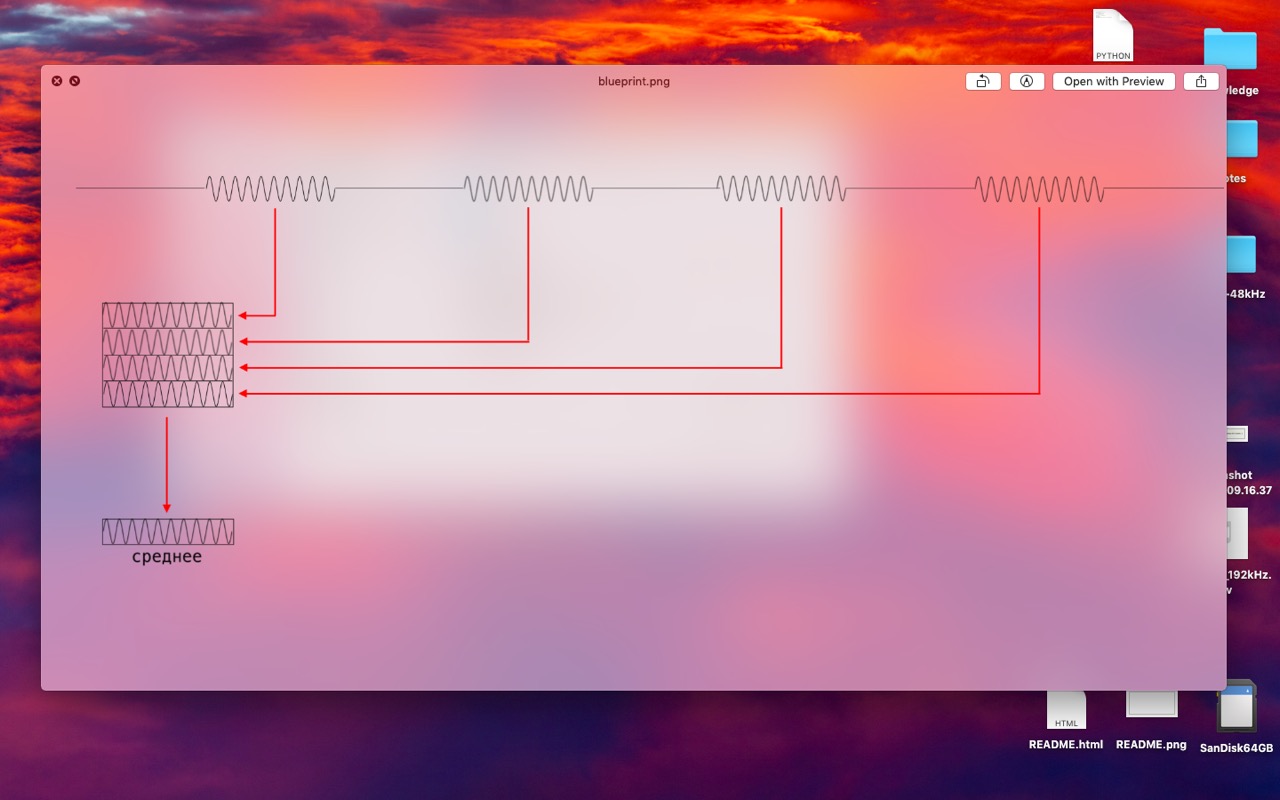 PYTHON
blueprint.png
Open with Preview
ledge
otes
-48kHz
среднее
shot
09.16.37
_192kHz.
v
HTML
README.html
README.png
SanDisk64GB